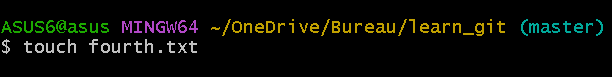 ASUS6@asus MINGW64 ~/OneDrive/Bureau/learn_git (master)
$ touch fourth.txt